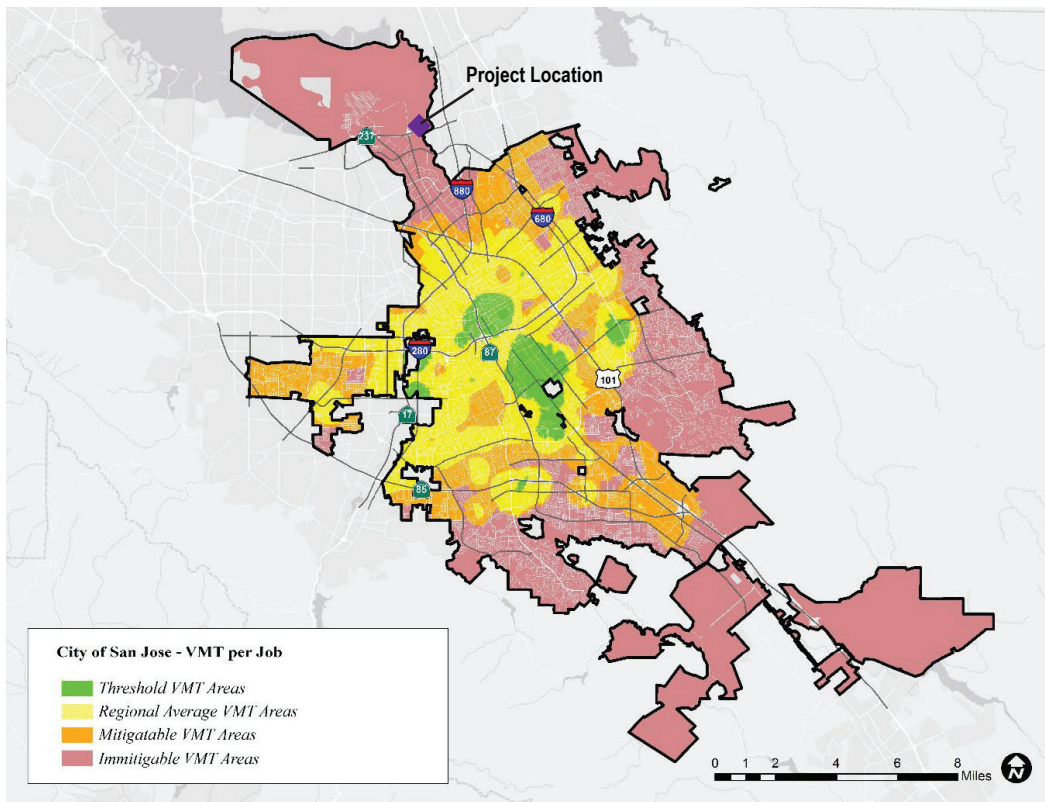 Project Location
237
880
680
280
87
101
17
85
City of San Jose - VMT per Job
Threshold VMT Areas
Regional Average VMT Areas
Mitigatable VMT Areas
Immitigable VMT Areas
0 1 2 4 6 8
Miles
N